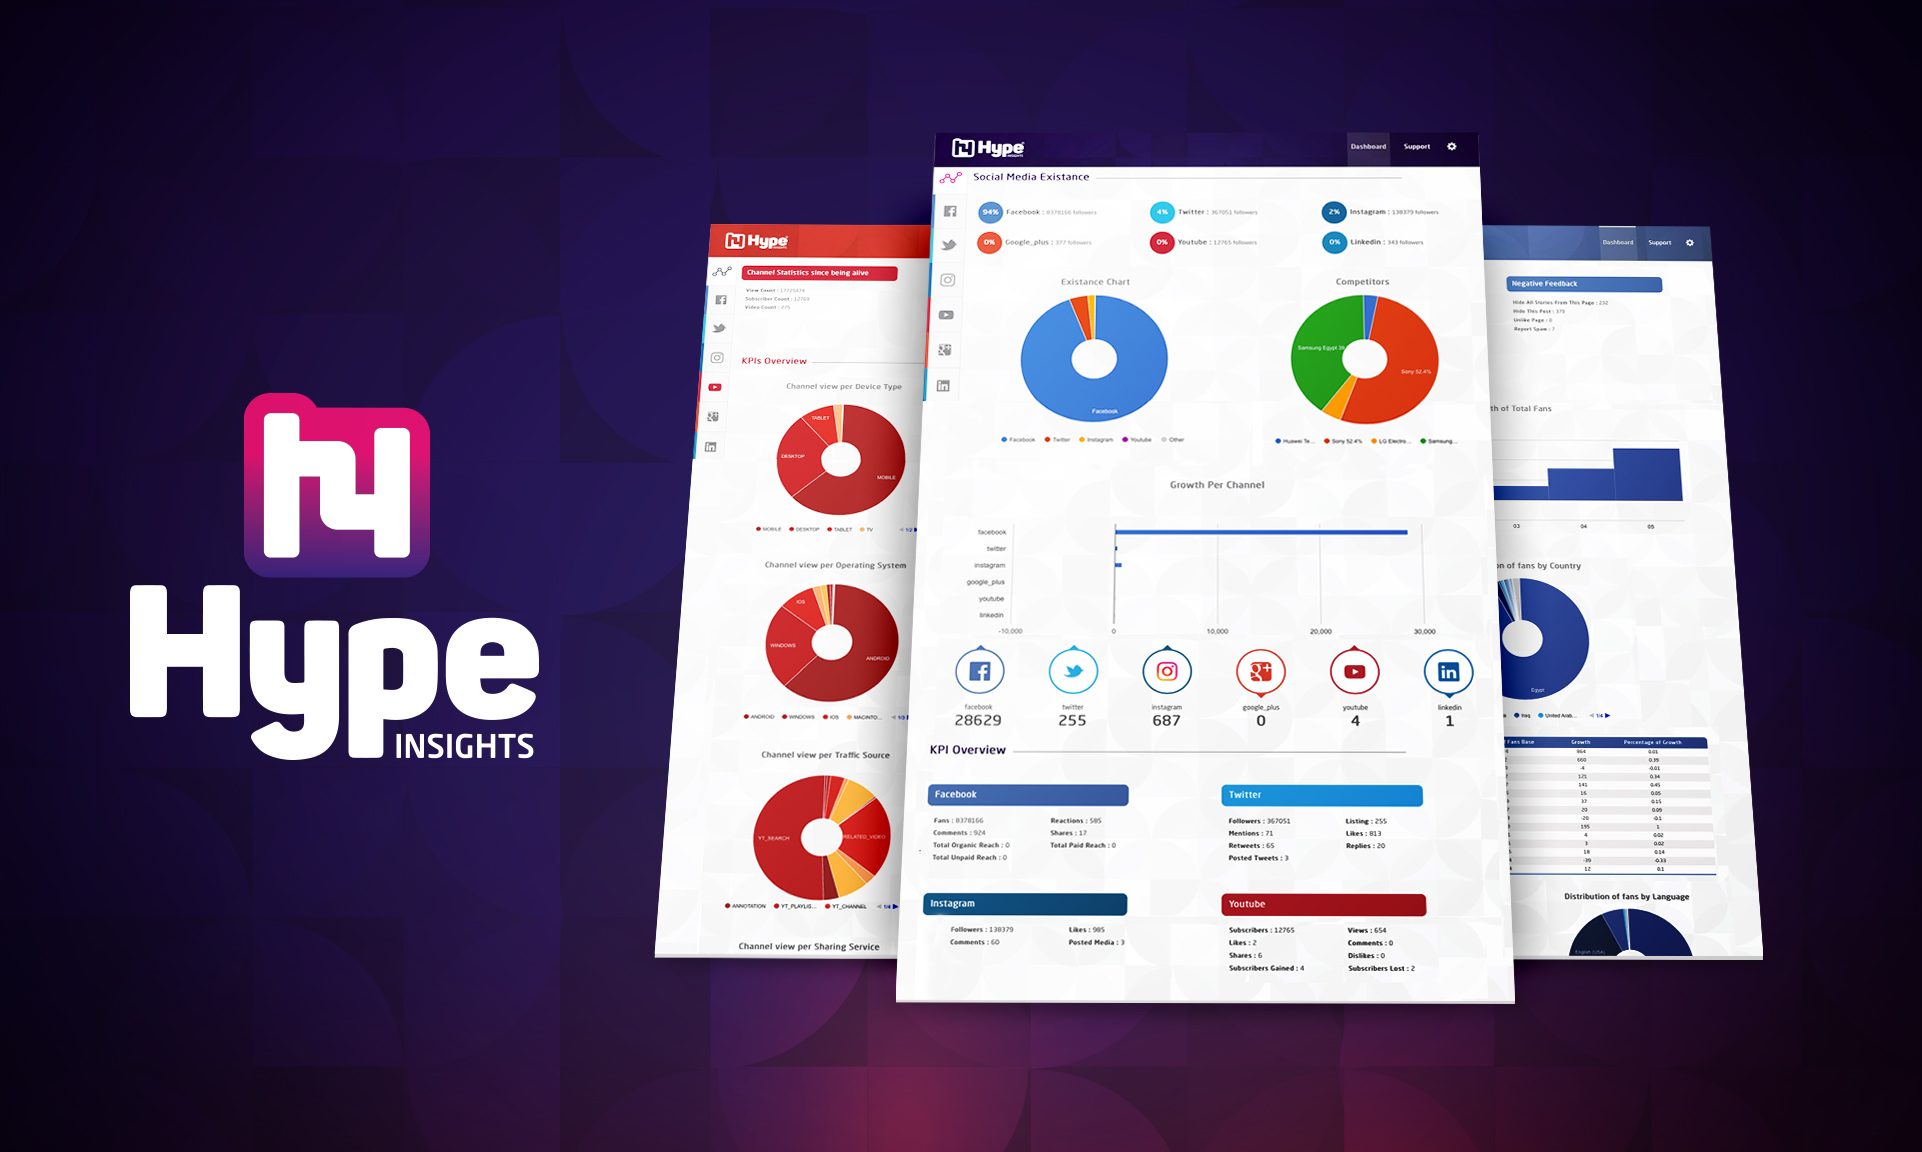 Hype
INSIGHTS
Hype
Channel Statistics since being alive
View Count : 17725474
Subscriber Count : 12769
Video Count : 275
KPIs Overview
Channel view per Device Type
TABLET
DESKTOP
MOBILE
MOBILE DESKTOP TABLET TV 1/2
Channel view per Operating System
IOS
WINDOWS
ANDROID
ANDROID WINDOWS IOS MACINTO... 1/3
Channel view per Traffic Source
YT_SEARCH
RELATED_VIDEO
ANNOTATION YT_PLAYLIS... YT_CHANNEL 1/4
Channel view per Sharing Service
Hype
INSIGHTS
Dashboard Support
Social Media Existance
94% Facebook : 8378166 followers
4% Twitter : 367051 followers
2% Instagram : 138379 followers
0% Google_plus : 377 followers
0% Youtube : 12765 followers
0% Linkedin : 343 followers
Existance Chart
Facebook
Facebook Twitter Instagram Youtube Other
Competitors
Samsung Egypt 39
Sony 52.4%
Huawei Te... Sony 52.4% LG Electro... Samsung...
Growth Per Channel
facebook
twitter
instagram
google_plus
youtube
linkedin
-10,000 0 10,000 20,000 30,000
facebook twitter instagram google_plus youtube linkedin
28629 255 687 0 4 1
KPI Overview
Facebook
Fans : 8378166 Reactions : 585
Comments : 924 Shares : 17
Total Organic Reach : 0 Total Paid Reach : 0
Total Unpaid Reach : 0
Twitter
Followers : 367051 Listing : 255
Mentions : 71 Likes : 813
Retweets : 65 Replies : 20
Posted Tweets : 3
Instagram
Followers : 138379 Likes : 985
Comments : 60 Posted Media : 3
Youtube
Subscribers : 12765 Views : 654
Likes : 2 Comments : 0
Shares : 6 Dislikes : 0
Subscribers Gained : 4 Subscribers Lost : 2
Dashboard Support
Negative Feedback
Hide All Stories From This Page : 232
Hide This Post : 375
Unlike Page : 0
Report Spam : 7
th of Total Fans
03 04 05
on of fans by Country
Egypt
Iraq United Arab... 1/4
f Fans Base Growth Percentage of Growth
864 0.01
660 0.39
-4 -0.01
121 0.34
141 0.45
16 0.05
37 0.15
20 0.09
-20 -0.1
195 1
4 0.02
3 0.02
18 0.14
-39 -0.33
12 0.1
Distribution of fans by Language
English (USA)